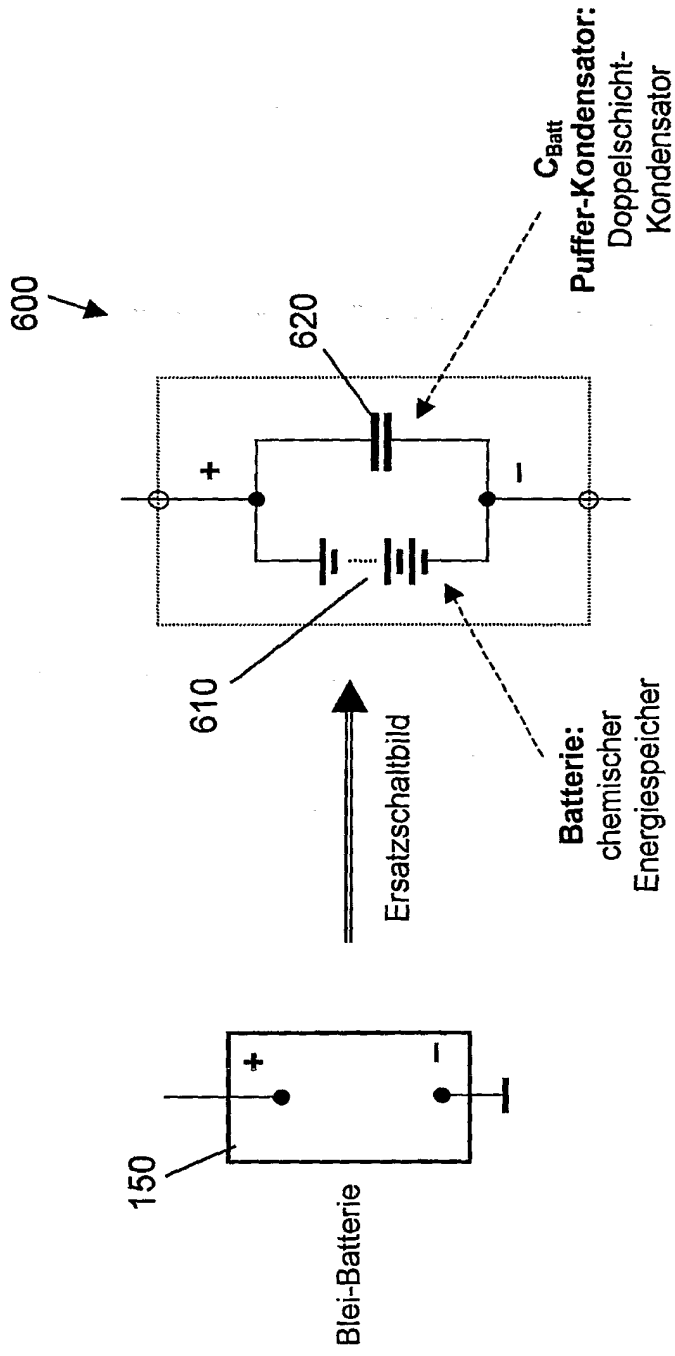 600
150
+
−
Blei-Batterie
Ersatzschaltbild
610
620
+
−
Batterie:
chemischer
Energiespeicher
C_Batt
Puffer-Kondensator:
Doppelschicht-
Kondensator